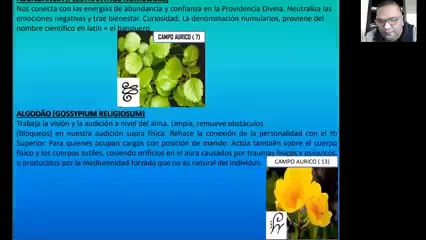 Nos conecta con las energías de abundancia y confianza en la Providencia Divina. Neutraliza las
emociones negativas y trae bienestar. Curiosidad: La denominación numularios, proviene del
nombre científico en latín = el banquero
CAMPO AURICO ( 7)
ALGODÃO (GOSSYPIUM RELIGIOSUM)
Trabaja la visión y la audición a nivel del alma. Limpia, remueve obstáculos
(bloqueos) en nuestra audición supra física. Rehace la conexión de la personalidad con el Yo
Superior. Para quienes ocupan cargos con posición de mando. Actúa también sobre el cuerpo
físico y los cuerpos sutiles, cosiendo orificios en el aura causados por traumas físicos y psíquicos,
o producidos por la mediumnidad forzada que no es natural del individuo.
CAMPO AURICO ( 13)